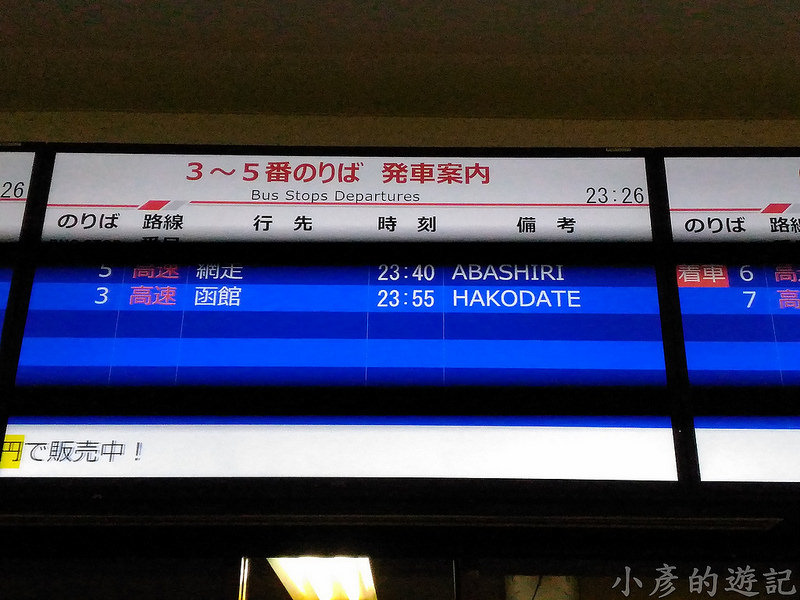 26
3～5番のりば 発車案内
Bus Stops Departures
23:26
のりば 路線 行先 時刻 備考
のりば 路線
5 高速 網走 23:40 ABASHIRI
3 高速 函館 23:55 HAKODATE
着車 6 高
7 高
円で販売中！
小彥的遊記